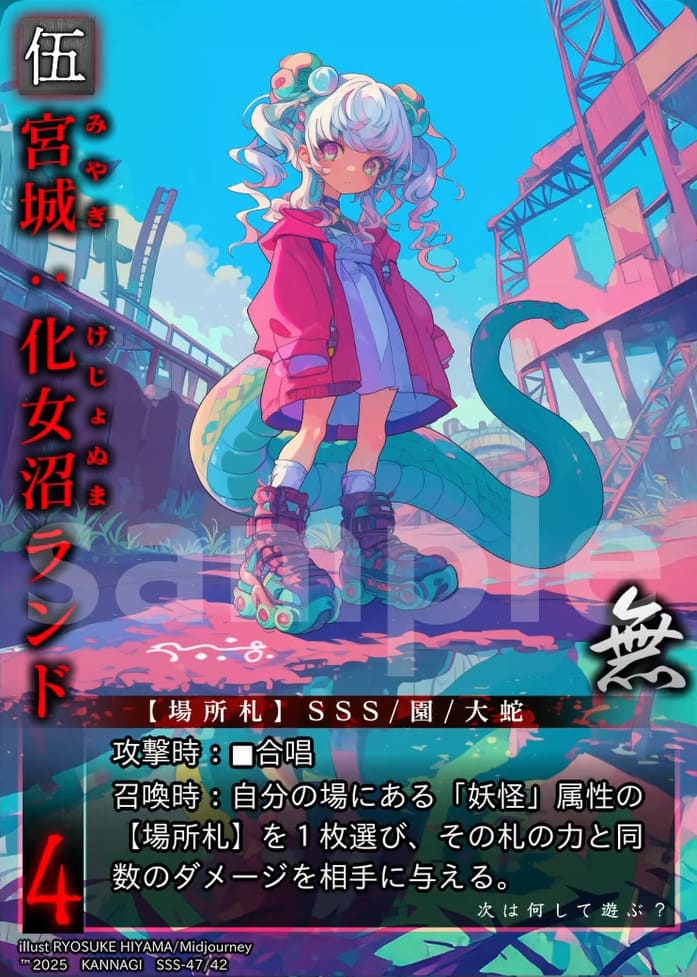 伍
宮城：化女沼ランド
みやぎ
けじょぬま
sample
無
【場所札】SSS/園/大蛇
攻撃時：■合唱
召喚時：自分の場にある「妖怪」属性の
【場所札】を１枚選び、その札の力と同
数のダメージを相手に与える。
次は何して遊ぶ？
4
illust RYOSUKE HIYAMA/Midjourney
™2025 KANNAGI SSS-47/42